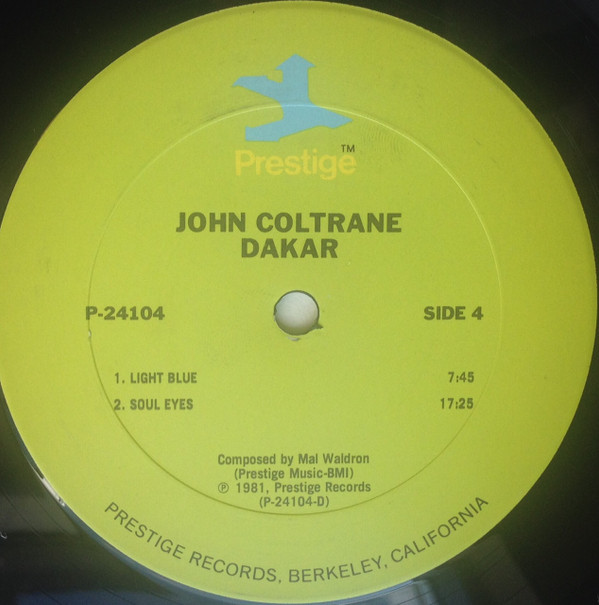 Prestige™
JOHN COLTRANE
DAKAR
P-24104
SIDE 4
1. LIGHT BLUE 7:45
2. SOUL EYES 17:25
Composed by Mal Waldron
(Prestige Music-BMI)
℗ 1981, Prestige Records
(P-24104-D)
PRESTIGE RECORDS, BERKELEY, CALIFORNIA